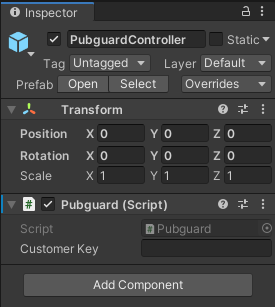 Inspector
PubguardController Static
Tag Untagged Layer Default
Prefab Open Select Overrides
Transform
Position X 0 Y 0 Z 0
Rotation X 0 Y 0 Z 0
Scale X 1 Y 1 Z 1
Pubguard (Script)
Script Pubguard
Customer Key
Add Component